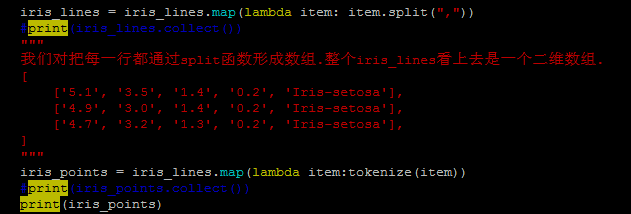 iris_lines = iris_lines.map(lambda item: item.split(","))
#print(iris_lines.collect())
"""
我们对把每一行都通过split函数形成数组.整个iris_lines看上去是一个二维数组.
[
    ['5.1', '3.5', '1.4', '0.2', 'Iris-setosa'},
    ['4.9', '3.0', '1.4', '0.2', 'Iris-setosa'},
    ['4.7', '3.2', '1.3', '0.2', 'Iris-setosa'},
]
"""
iris_points = iris_lines.map(lambda item:tokenize(item))
#print(iris_points.collect())
print(iris_points)